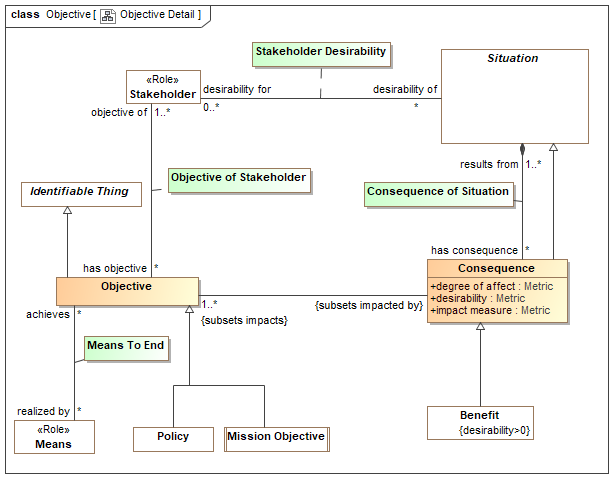 class Objective [ Objective Detail ]
Stakeholder Desirability
Situation
«Role»
Stakeholder
desirability for
desirability of
0..*
*
objective of
1..*
results from
1..*
Objective of Stakeholder
Consequence of Situation
Identifiable Thing
has objective
*
has consequence
*
Objective
Consequence
+degree of affect : Metric
+desirability : Metric
+impact measure : Metric
1..*
{subsets impacts}
{subsets impacted by}
achieves
*
Means To End
realized by
*
«Role»
Means
Policy
Mission Objective
Benefit
{desirability>0}